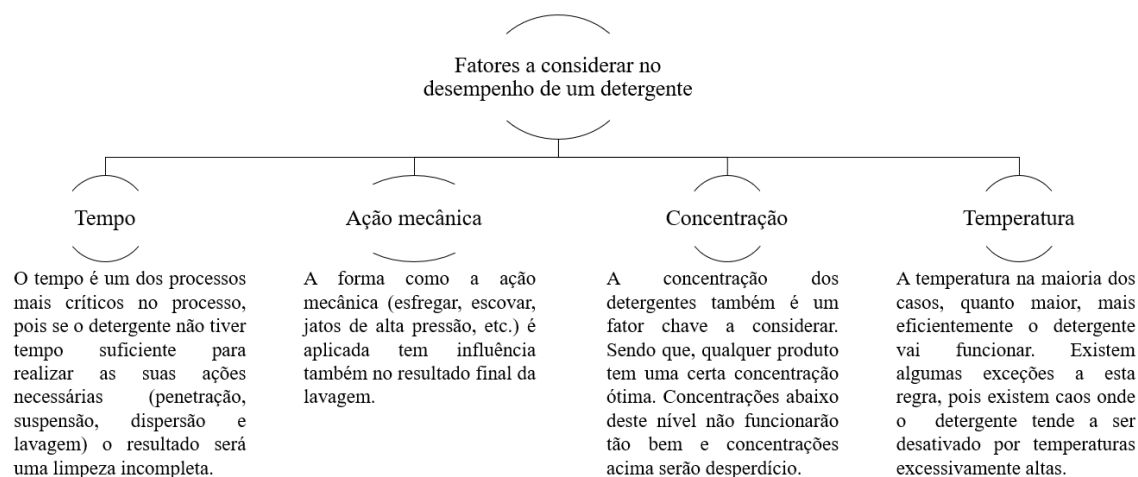 Fatores a considerar no
desempenho de um detergente
Tempo
O tempo é um dos processos
mais críticos no processo,
pois se o detergente não tiver
tempo suficiente para
realizar as suas ações
necessárias (penetração,
suspensão, dispersão e
lavagem) o resultado será
uma limpeza incompleta.
Ação mecânica
A forma como a ação
mecânica (esfregar, escovar,
jatos de alta pressão, etc.) é
aplicada tem influência
também no resultado final da
lavagem.
Concentração
A concentração dos
detergentes também é um
fator chave a considerar.
Sendo que, qualquer produto
tem uma certa concentração
ótima. Concentrações abaixo
deste nível não funcionarão
tão bem e concentrações
acima serão desperdício.
Temperatura
A temperatura na maioria dos
casos, quanto maior, mais
eficientemente o detergente
vai funcionar. Existem
algumas exceções a esta
regra, pois existem caos onde
o detergente tende a ser
desativado por temperaturas
excessivamente altas.